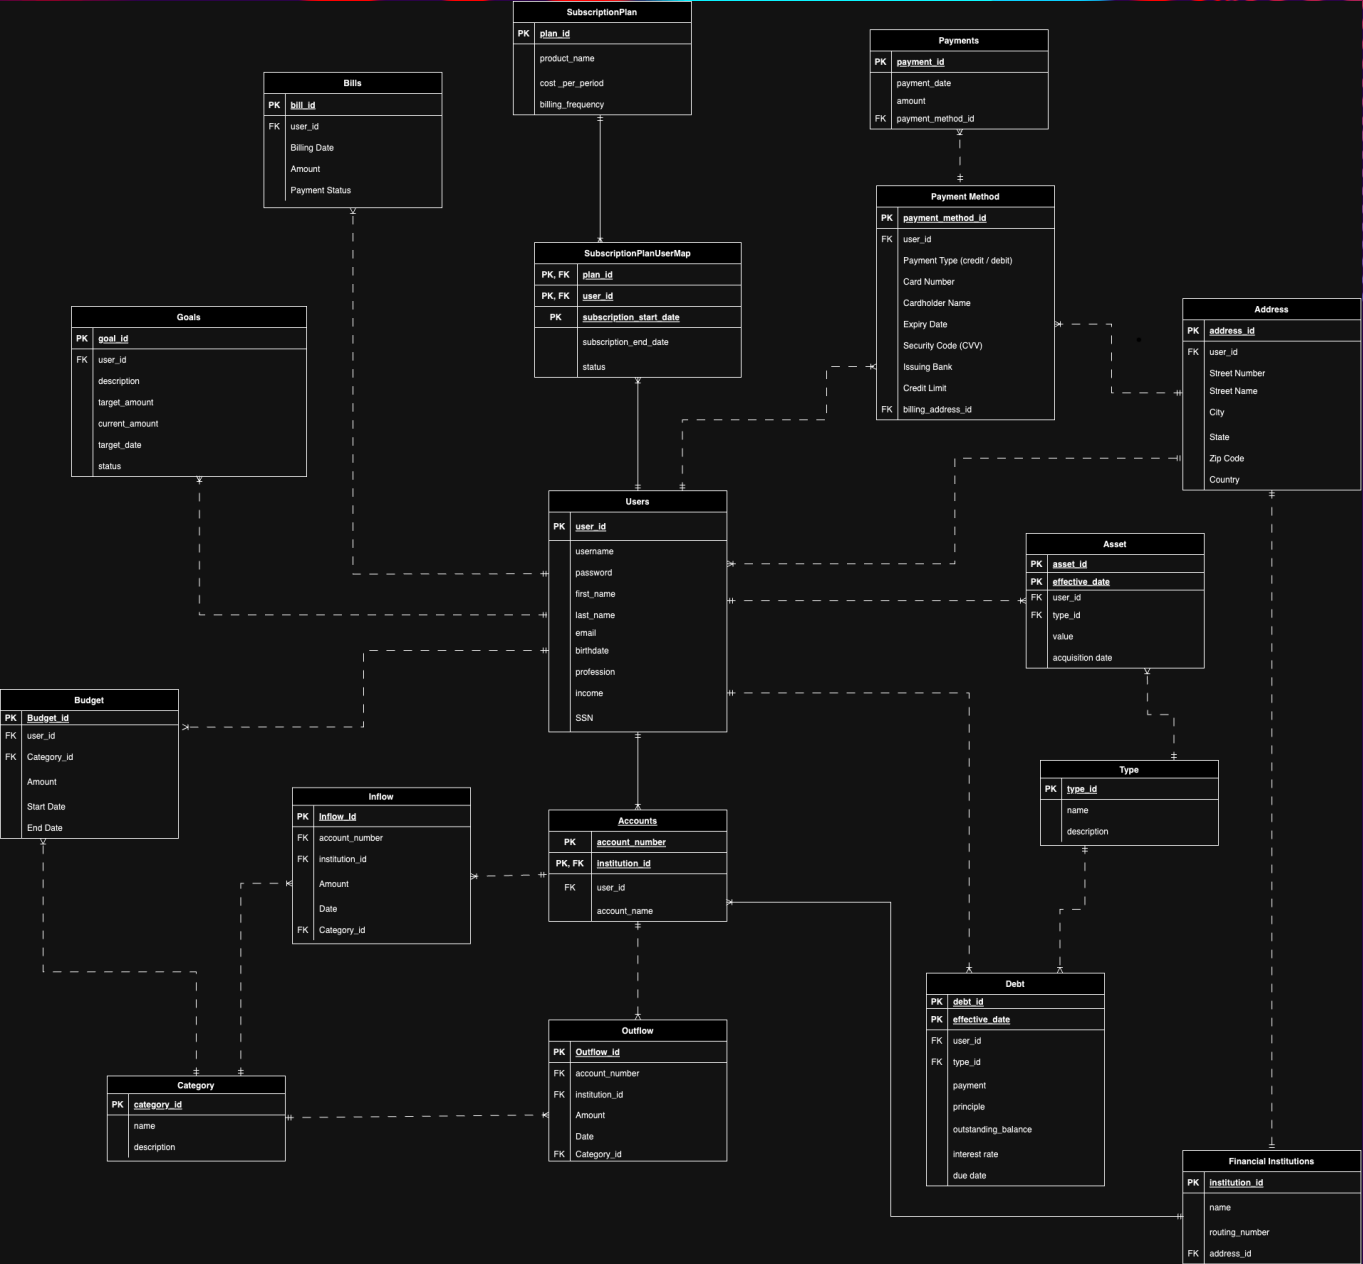 SubscriptionPlan
PK plan_id
product_name
cost _per_period
billing_frequency
Payments
PK payment_id
payment_date
amount
FK payment_method_id
Bills
PK bill_id
FK user_id
Billing Date
Amount
Payment Status
Payment Method
PK payment_method_id
FK user_id
Payment Type (credit / debit)
Card Number
Cardholder Name
Expiry Date
Security Code (CVV)
Issuing Bank
Credit Limit
FK billing_address_id
SubscriptionPlanUserMap
PK, FK plan_id
PK, FK user_id
PK subscription_start_date
subscription_end_date
status
Goals
PK goal_id
FK user_id
description
target_amount
current_amount
target_date
status
Address
PK address_id
FK user_id
Street Number
Street Name
City
State
Zip Code
Country
Users
PK user_id
username
password
first_name
last_name
email
birthdate
profession
income
SSN
Asset
PK asset_id
PK effective_date
FK user_id
FK type_id
value
acquisition date
Budget
PK Budget_id
FK user_id
FK Category_id
Amount
Start Date
End Date
Type
PK type_id
name
description
Inflow
PK Inflow_Id
FK account_number
FK institution_id
Amount
Date
FK Category_id
Accounts
PK account_number
PK, FK institution_id
FK user_id
account_name
Debt
PK debt_id
PK effective_date
FK user_id
FK type_id
payment
principle
outstanding_balance
interest rate
due date
Outflow
PK Outflow_id
FK account_number
FK institution_id
Amount
Date
FK Category_id
Category
PK category_id
name
description
Financial Institutions
PK institution_id
name
routing_number
FK address_id